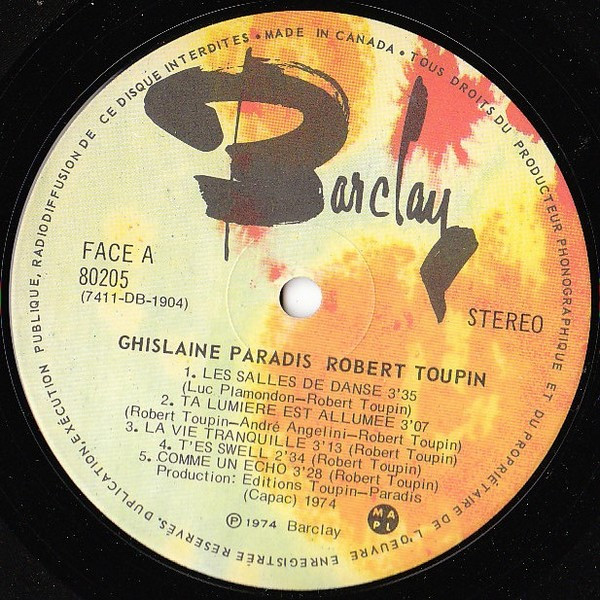 DUPLICATION, EXÉCUTION PUBLIQUE, RADIODIFFUSION DE CE DISQUE INTERDITES • MADE IN CANADA • TOUS DROITS DU PRODUCTEUR PHONOGRAPHIQUE ET DU PROPRIÉTAIRE DE L'OEUVRE ENREGISTRÉE RESERVÉS,
Barclay
FACE A
80205
(7411-DB-1904)
STEREO
GHISLAINE PARADIS ROBERT TOUPIN
1. LES SALLES DE DANSE 3'35
(Luc Plamondon-Robert Toupin)
2. TA LUMIERE EST ALLUMEE 3'07
(Robert Toupin-André Angelini-Robert Toupin)
3. LA VIE TRANQUILLE 3'13 (Robert Toupin)
4. T'ES SWELL 2'34 (Robert Toupin)
5. COMME UN ECHO 3'28 (Robert Toupin)
Production: Editions Toupin-Paradis
(Capac) 1974
℗ 1974 Barclay
MAPL